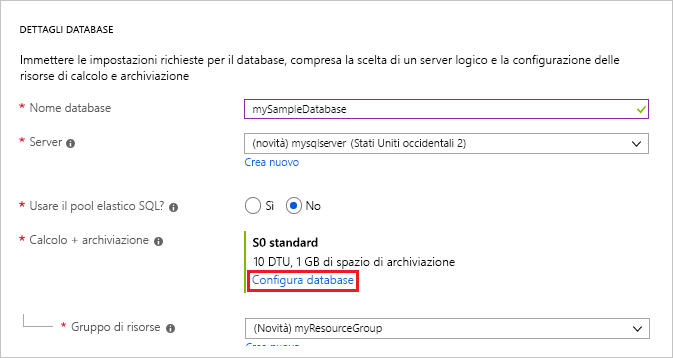 DETTAGLI DATABASE
Immettere le impostazioni richieste per il database, compresa la scelta di un server logico e la configurazione delle
risorse di calcolo e archiviazione
* Nome database
mySampleDatabase
* Server
(novità) mysqlserver (Stati Uniti occidentali 2)
Crea nuovo
* Usare il pool elastico SQL?
Sì No
* Calcolo + archiviazione
S0 standard
10 DTU, 1 GB di spazio di archiviazione
Configura database
* Gruppo di risorse
(Novità) myResourceGroup
Crea nuovo